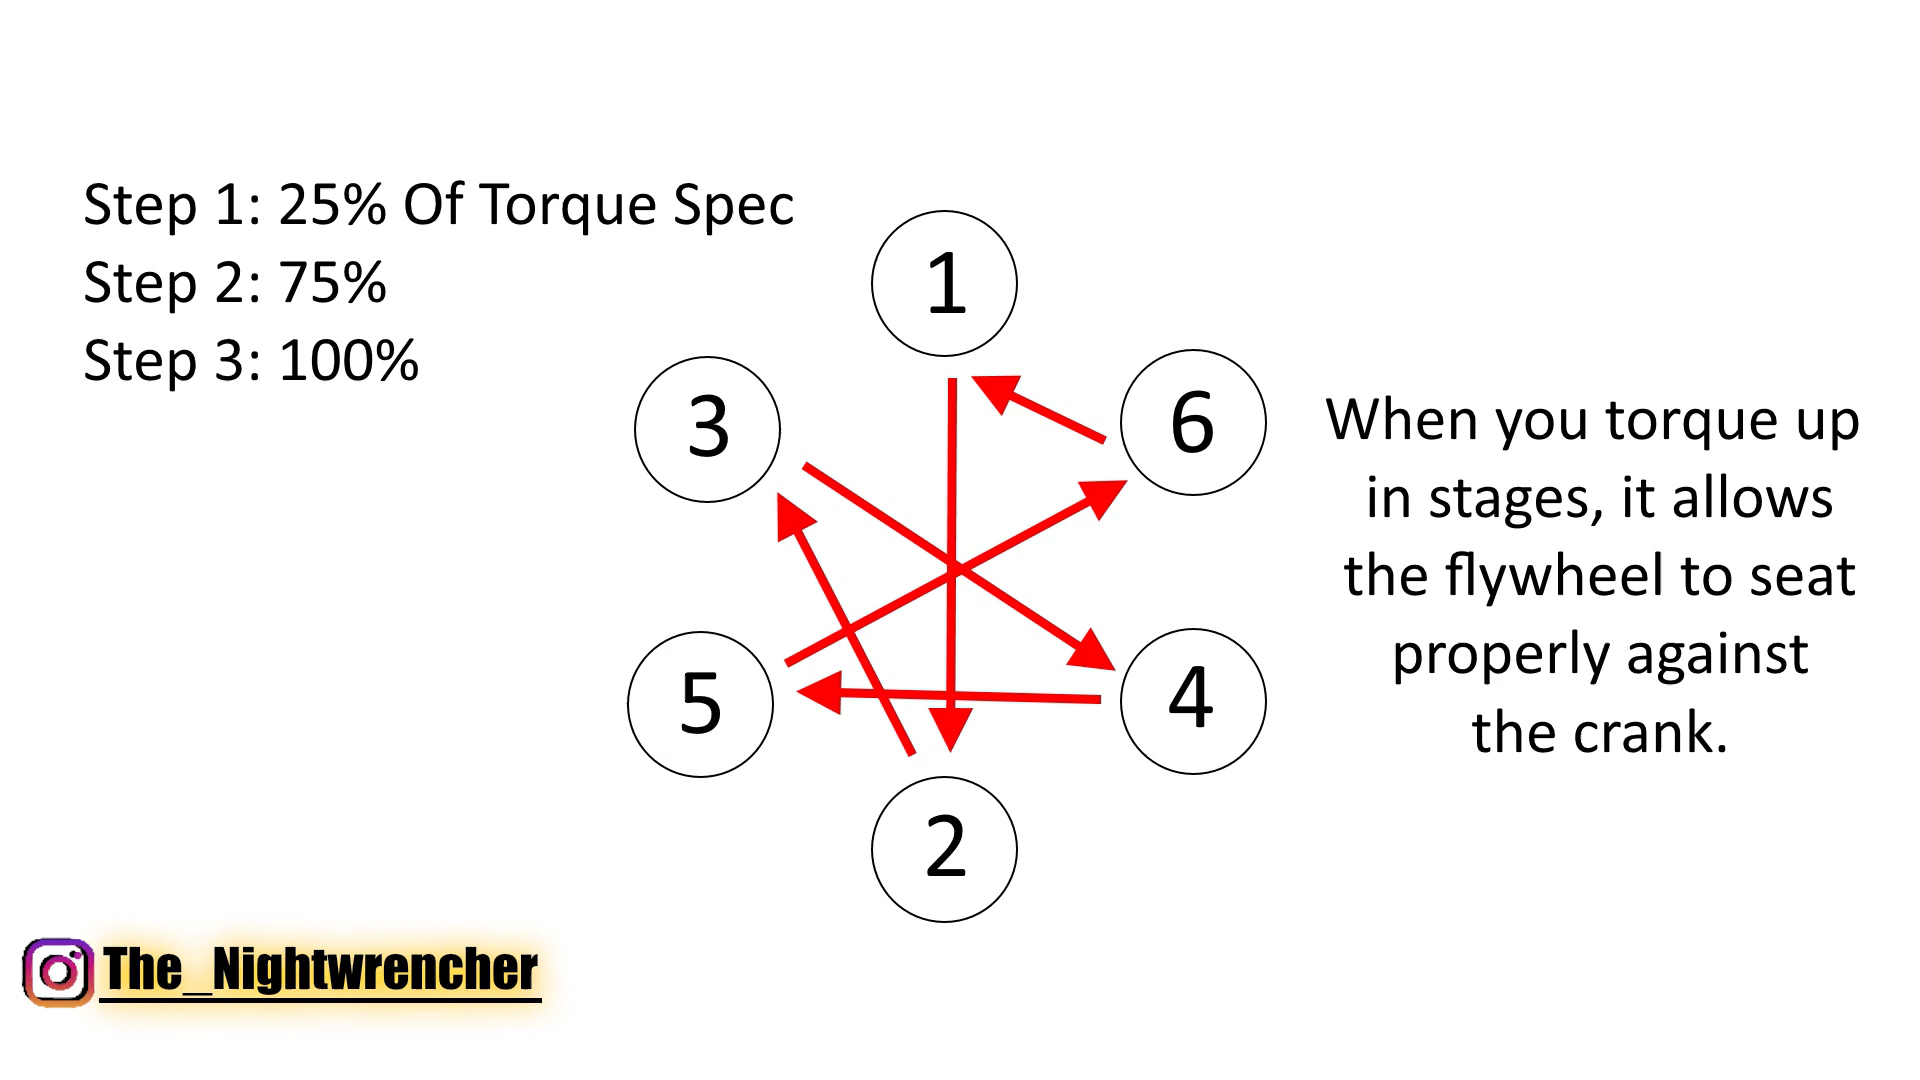 Step 1: 25% Of Torque Spec
Step 2: 75%
Step 3: 100%
1
3
6
5
4
2
When you torque up
in stages, it allows
the flywheel to seat
properly against
the crank.
The_Nightwrencher